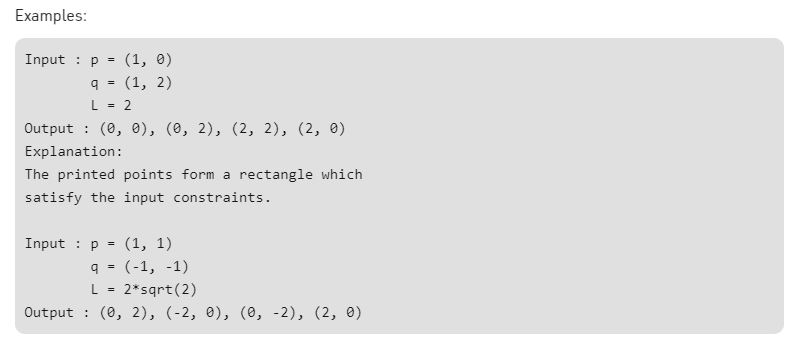 Examples:
Input : p = (1, 0)
        q = (1, 2)
        L = 2
Output : (0, 0), (0, 2), (2, 2), (2, 0)
Explanation:
The printed points form a rectangle which
satisfy the input constraints.

Input : p = (1, 1)
        q = (-1, -1)
        L = 2*sqrt(2)
Output : (0, 2), (-2, 0), (0, -2), (2, 0)